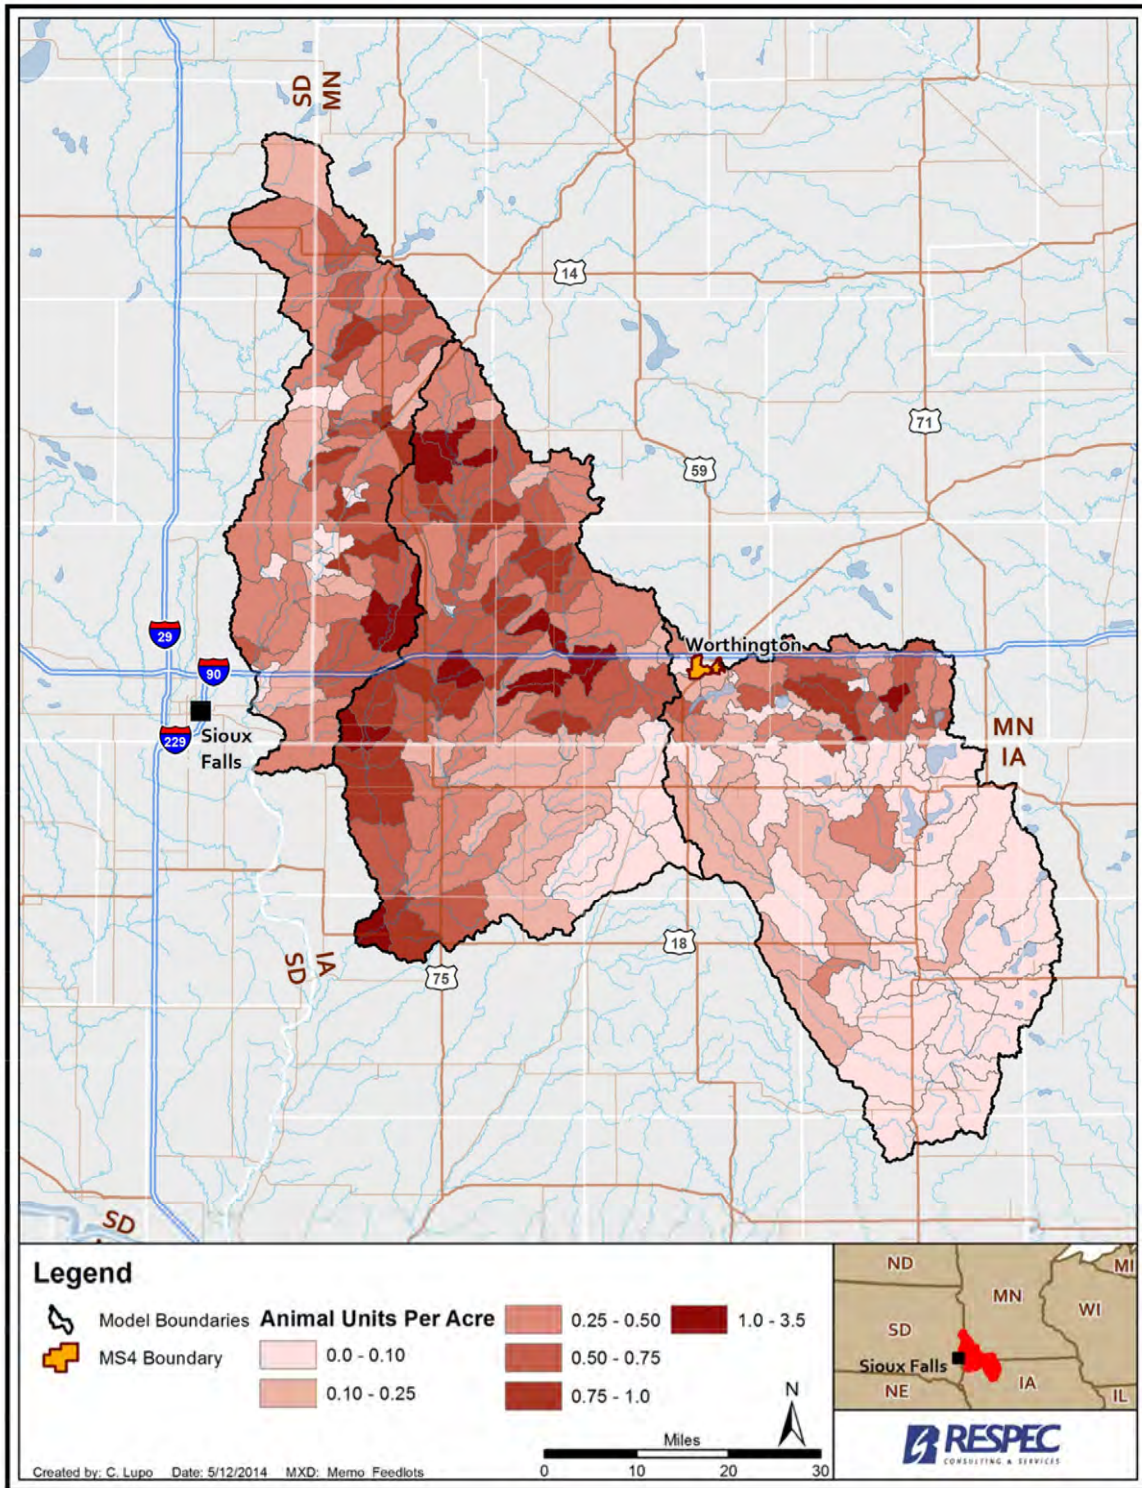 SD
MN
14
71
59
29
Worthington
90
Sioux
Falls
229
MN
IA
18
IA
SD
75
SD
Legend
Model Boundaries
MS4 Boundary
Animal Units Per Acre
0.0 - 0.10
0.10 - 0.25
0.25 - 0.50
0.50 - 0.75
0.75 - 1.0
1.0 - 3.5
N
Miles
0 10 20 30
Created by: C. Lupo Date: 5/12/2014 MXD: Memo_Feedlots
ND
MN
MI
WI
SD
Sioux Falls
NE
IA
IL
RESPEC
CONSULTING & SERVICES